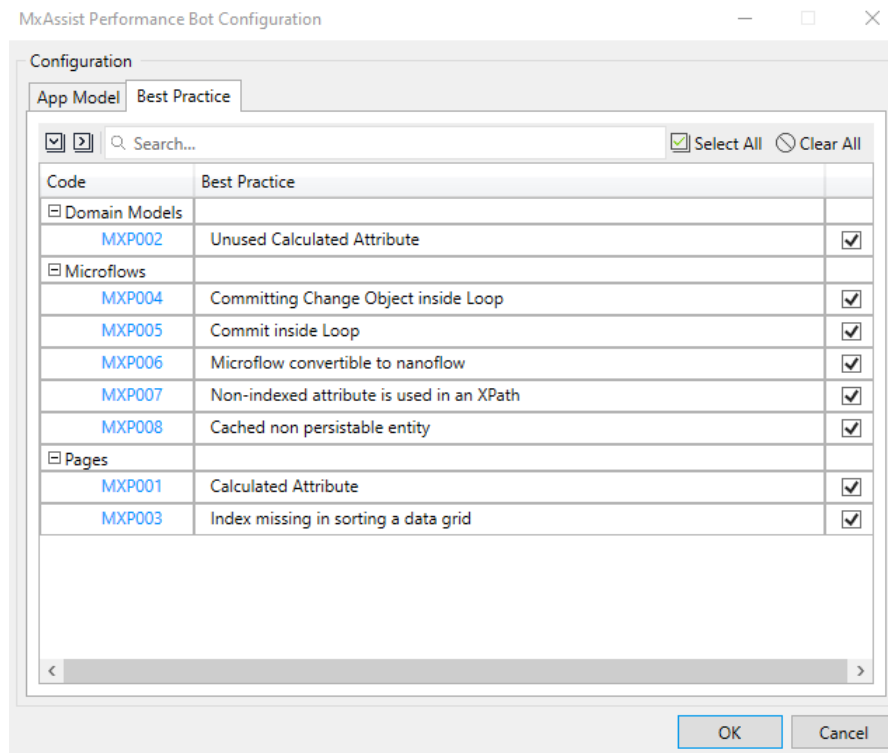 MxAssist Performance Bot Configuration
Configuration
App Model Best Practice
Search... Select All Clear All
Code Best Practice
Domain Models
MXP002 Unused Calculated Attribute
Microflows
MXP004 Committing Change Object inside Loop
MXP005 Commit inside Loop
MXP006 Microflow convertible to nanoflow
MXP007 Non-indexed attribute is used in an XPath
MXP008 Cached non persistable entity
Pages
MXP001 Calculated Attribute
MXP003 Index missing in sorting a data grid
OK Cancel